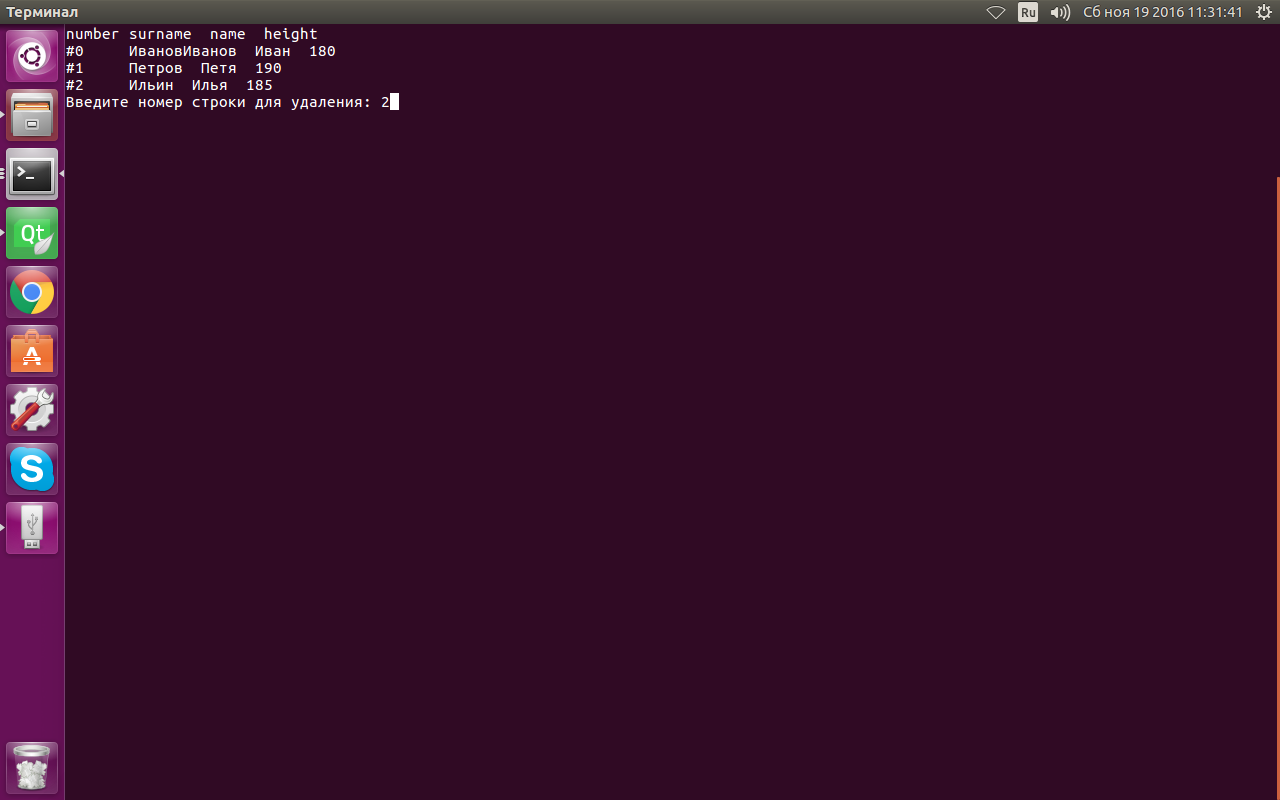 Терминал
Ru
Сб ноя 19 2016 11:31:41
number surname  name  height
#0     ИвановИванов  Иван  180
#1     Петров  Петя  190
#2     Ильин  Илья  185
Введите номер строки для удаления: 2
>_
Qt
A
S